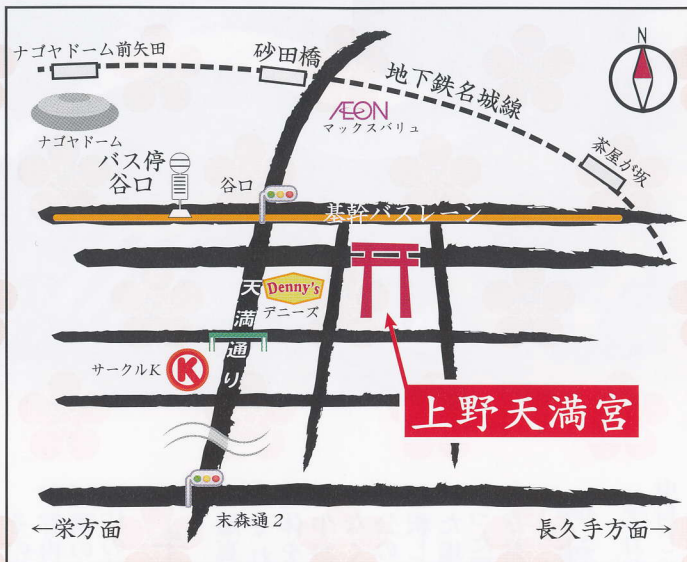 ナゴヤドーム前矢田
砂田橋
地下鉄名城線
N
ÆON
マックスバリュ
ナゴヤドーム
茶屋が坂
バス停
谷口
谷口
基幹バスレーン
天満通り
Denny's
デニーズ
サークルK
K
上野天満宮
末森通2
←栄方面
長久手方面→